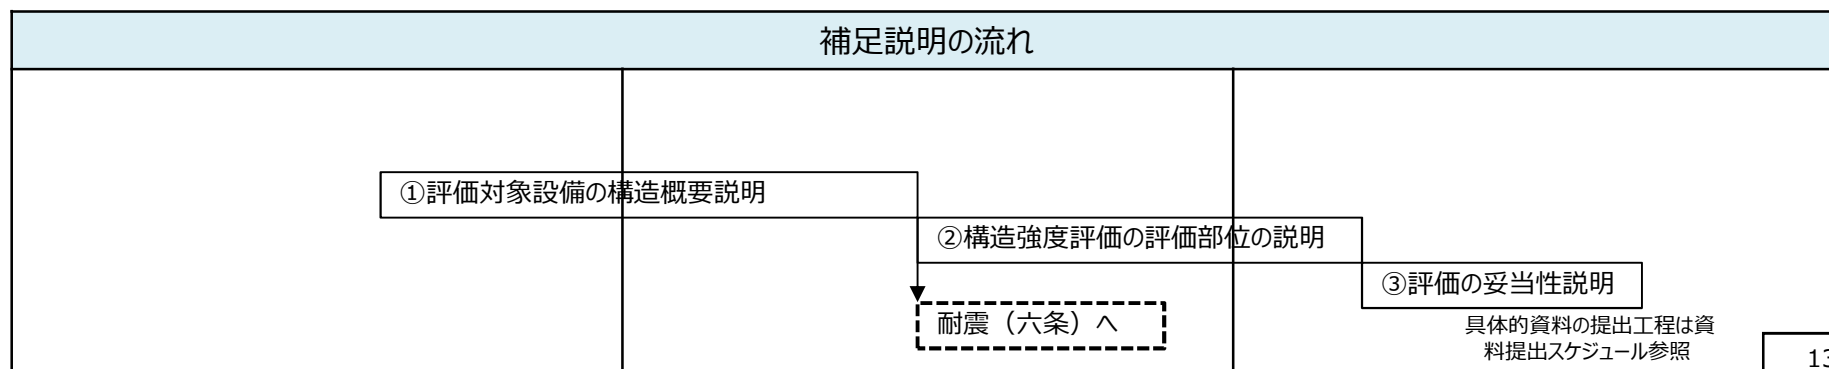 補足説明の流れ
①評価対象設備の構造概要説明
②構造強度評価の評価部位の説明
③評価の妥当性説明
耐震（六条）へ
具体的資料の提出工程は資
料提出スケジュール参照
13